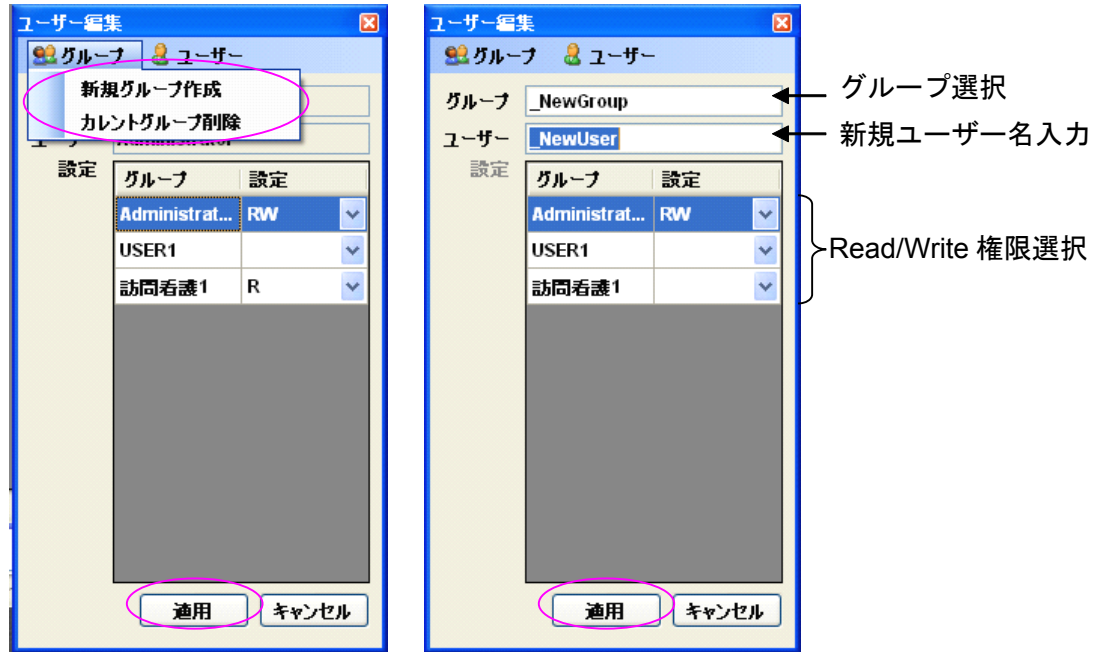 ユーザー編集
グループ ユーザー
新規グループ作成
カレントグループ削除
ユーザー Administrator
設定
グループ 設定
Administrat... RW
USER1
訪問看護1 R
適用 キャンセル
ユーザー編集
グループ ユーザー
グループ _NewGroup
ユーザー _NewUser
設定
グループ 設定
Administrat... RW
USER1
訪問看護1
適用 キャンセル
グループ選択
新規ユーザー名入力
Read/Write 権限選択